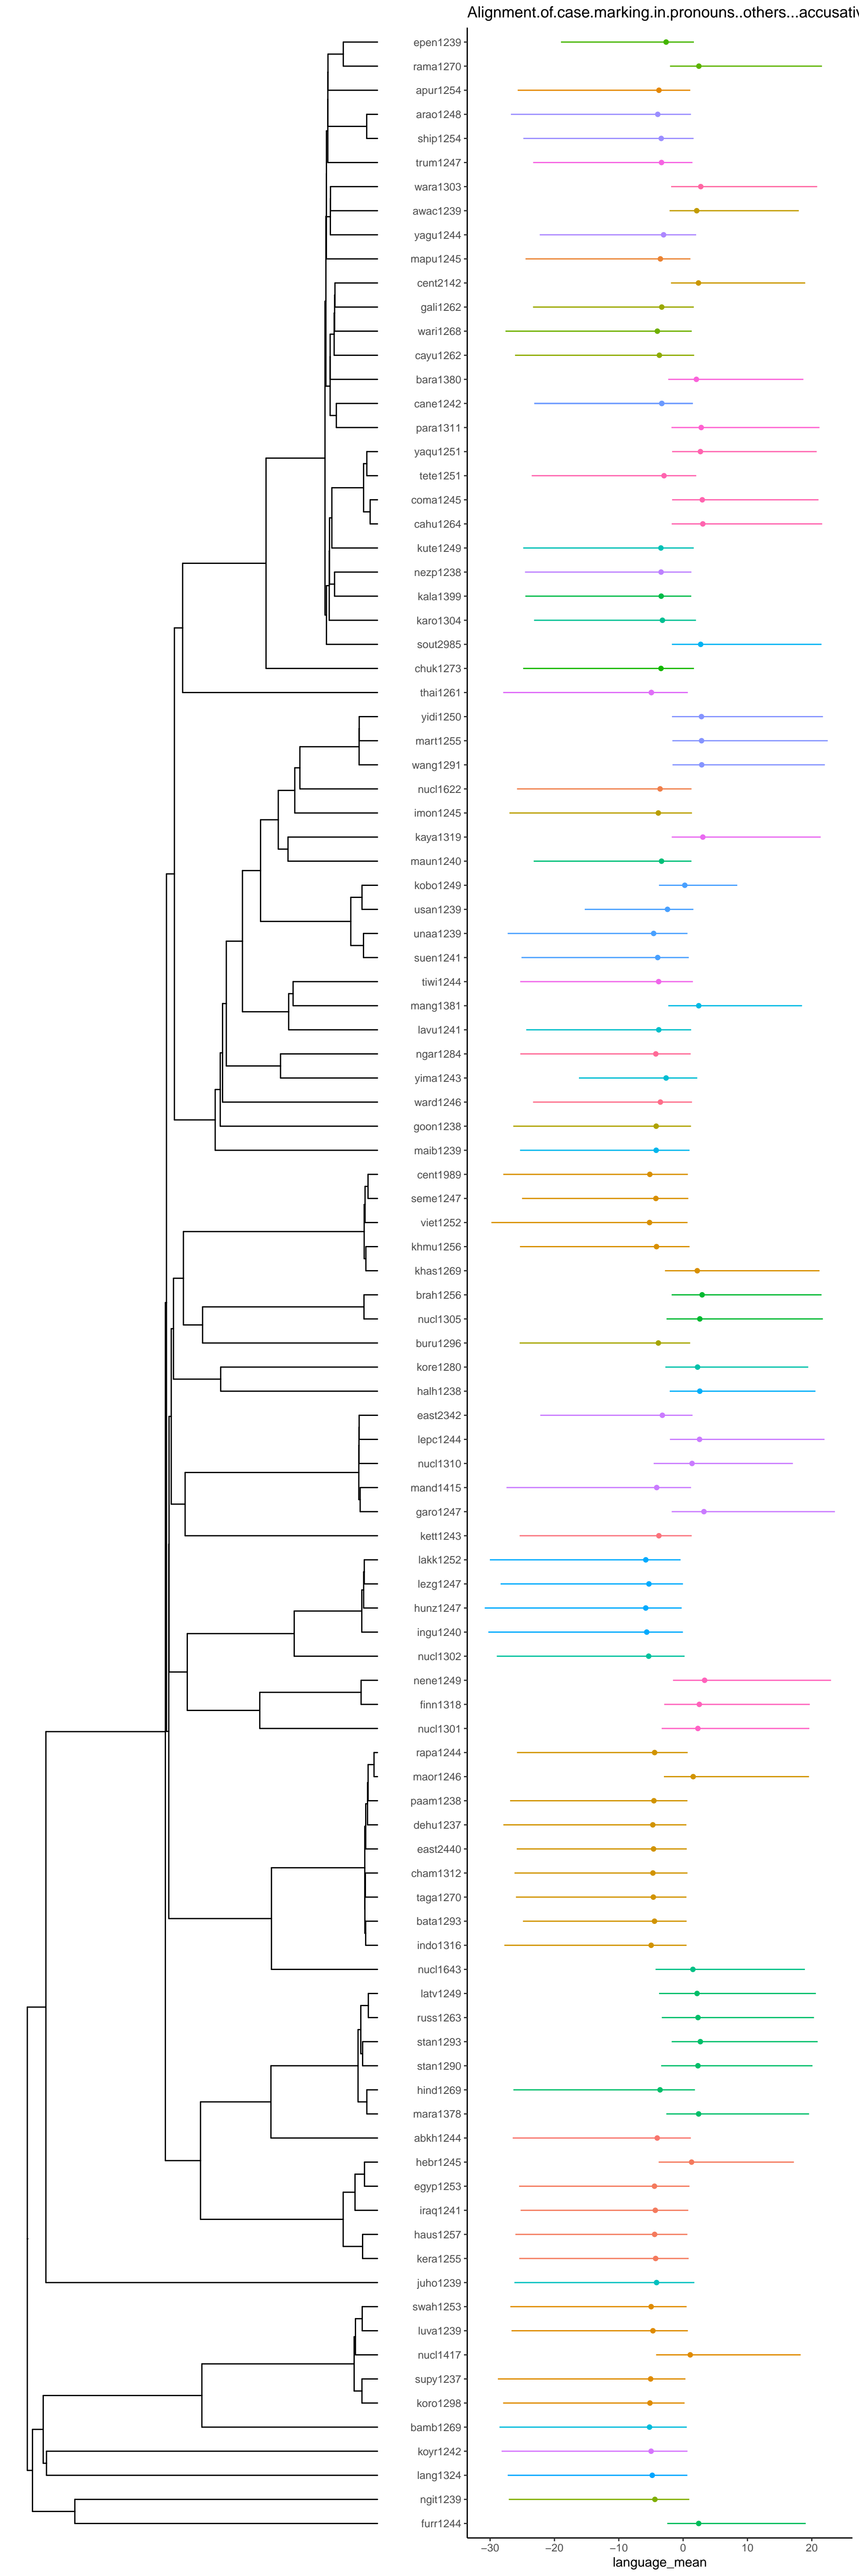 Alignment.of.case.marking.in.pronouns..others...accusativ
epen1239
rama1270
apur1254
arao1248
ship1254
trum1247
wara1303
awac1239
yagu1244
mapu1245
cent2142
gali1262
wari1268
cayu1262
bara1380
cane1242
para1311
yaqu1251
tete1251
coma1245
cahu1264
kute1249
nezp1238
kala1399
karo1304
sout2985
chuk1273
thai1261
yidi1250
mart1255
wang1291
nucl1622
imon1245
kaya1319
maun1240
kobo1249
usan1239
unaa1239
suen1241
tiwi1244
mang1381
lavu1241
ngar1284
yima1243
ward1246
goon1238
maib1239
cent1989
seme1247
viet1252
khmu1256
khas1269
brah1256
nucl1305
buru1296
kore1280
halh1238
east2342
lepc1244
nucl1310
mand1415
garo1247
kett1243
lakk1252
lezg1247
hunz1247
ingu1240
nucl1302
nene1249
finn1318
nucl1301
rapa1244
maor1246
paam1238
dehu1237
east2440
cham1312
taga1270
bata1293
indo1316
nucl1643
latv1249
russ1263
stan1293
stan1290
hind1269
mara1378
abkh1244
hebr1245
egyp1253
iraq1241
haus1257
kera1255
juho1239
swah1253
luva1239
nucl1417
supy1237
koro1298
bamb1269
koyr1242
lang1324
ngit1239
furr1244
−30 −20 −10 0 10 20
language_mean